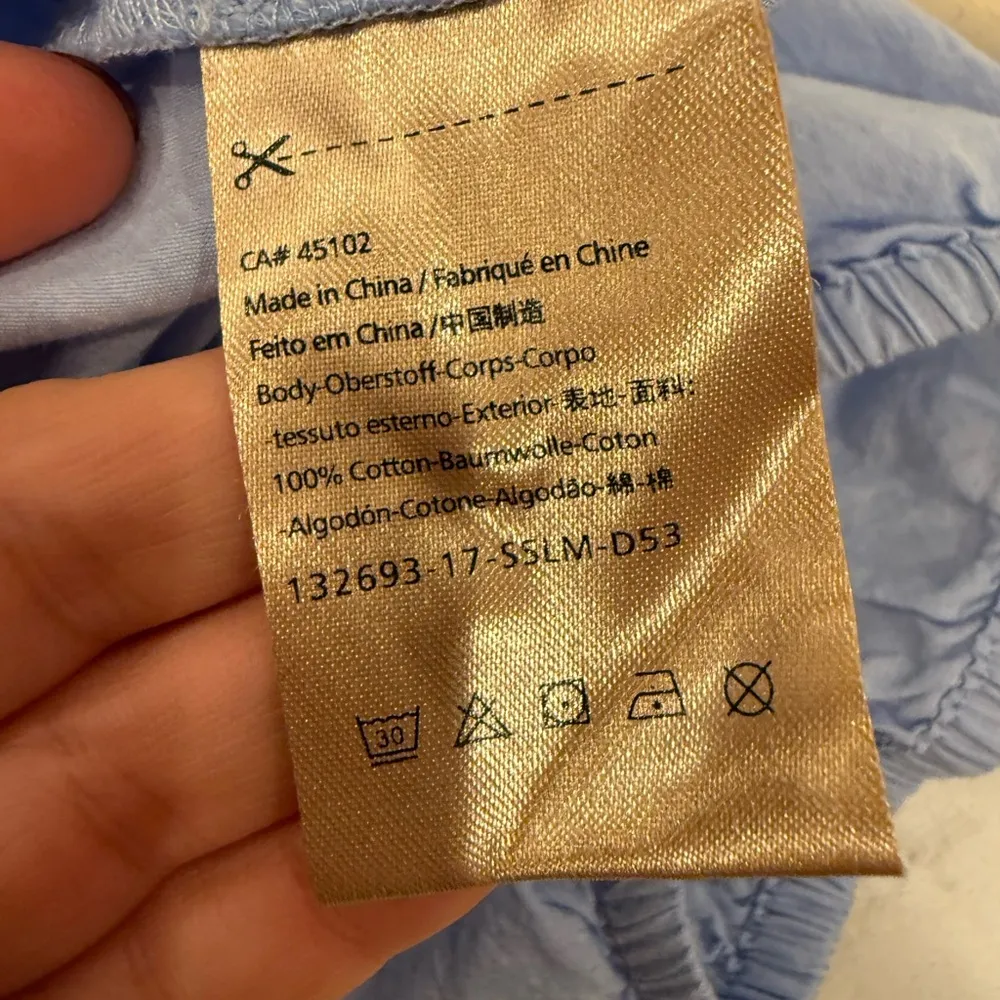 CA# 45102
Made in China / Fabriqué en Chine
Feito em China /中国制造
Body-Oberstoff-Corps-Corpo
-tessuto esterno-Exterior-表地-面料:
100% Cotton-Baumwolle-Coton
-Algodón-Cotone-Algodão-綿-棉
132693-17-SSLM-D53
30